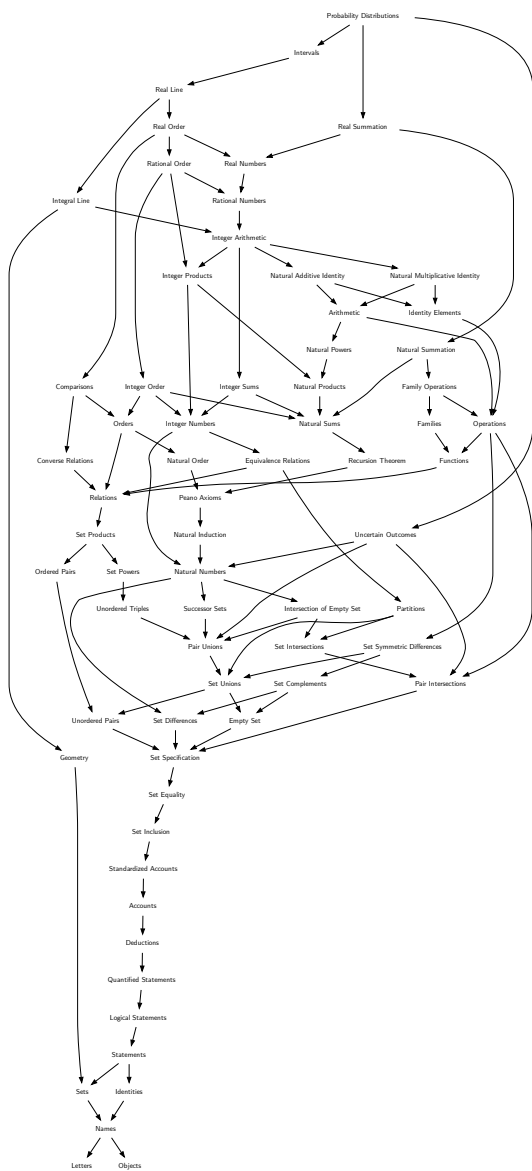 Probability Distributions
Intervals
Real Line
Real Order
Real Summation
Rational Order
Real Numbers
Integral Line
Rational Numbers
Integer Arithmetic
Integer Products
Natural Additive Identity
Natural Multiplicative Identity
Arithmetic
Identity Elements
Natural Powers
Natural Summation
Comparisons
Integer Order
Integer Sums
Natural Products
Family Operations
Orders
Integer Numbers
Natural Sums
Families
Operations
Converse Relations
Natural Order
Equivalence Relations
Recursion Theorem
Functions
Relations
Peano Axioms
Set Products
Natural Induction
Uncertain Outcomes
Ordered Pairs
Set Powers
Natural Numbers
Unordered Triples
Successor Sets
Intersection of Empty Set
Partitions
Pair Unions
Set Intersections
Set Symmetric Differences
Set Unions
Set Complements
Pair Intersections
Unordered Pairs
Set Differences
Empty Set
Geometry
Set Specification
Set Equality
Set Inclusion
Standardized Accounts
Accounts
Deductions
Quantified Statements
Logical Statements
Statements
Sets
Identities
Names
Letters
Objects